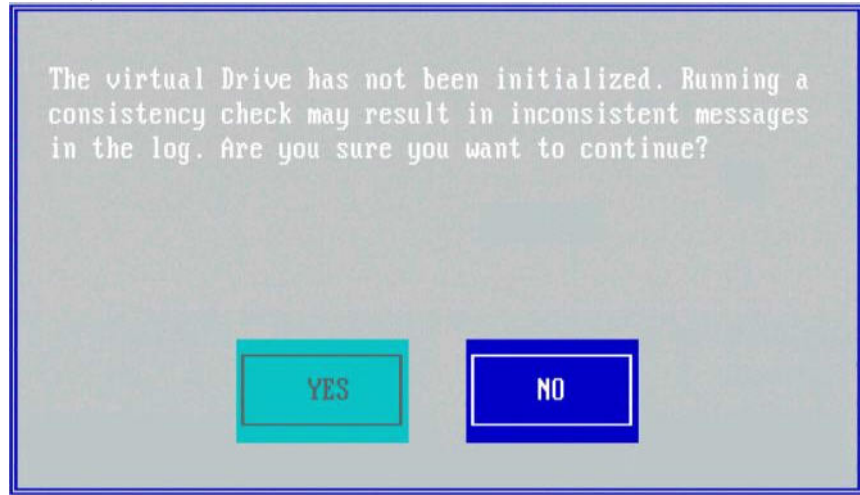 The virtual Drive has not been initialized. Running a
consistency check may result in inconsistent messages
in the log. Are you sure you want to continue?
YES
NO